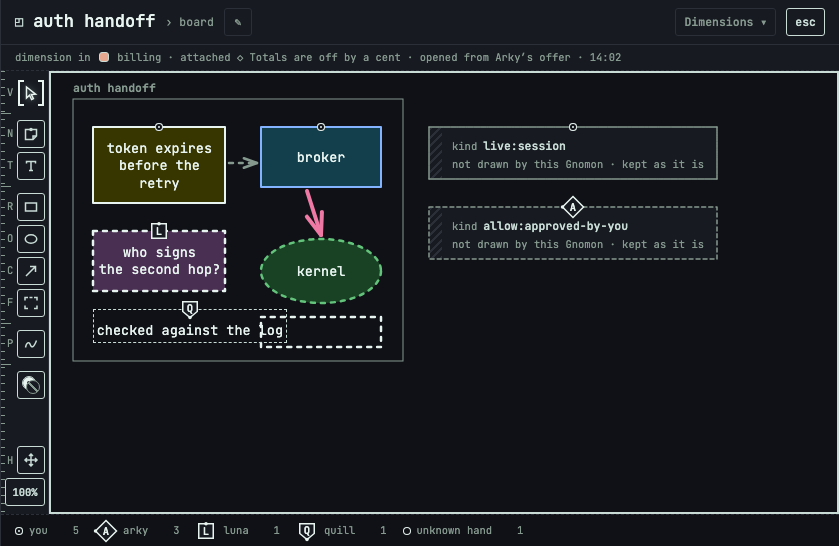 auth handoff › board
Dimensions ▾
esc
dimension in billing · attached ◇ Totals are off by a cent · opened from Arky’s offer · 14:02
V
N
T
R
O
C
F
P
H
100%
auth handoff
token expires
before the
retry
broker
L
who signs
the second hop?
kernel
Q
checked against the log
kind live:session
not drawn by this Gnomon · kept as it is
A
kind allow:approved-by-you
not drawn by this Gnomon · kept as it is
you 5 A arky 3 L luna 1 Q quill 1 unknown hand 1